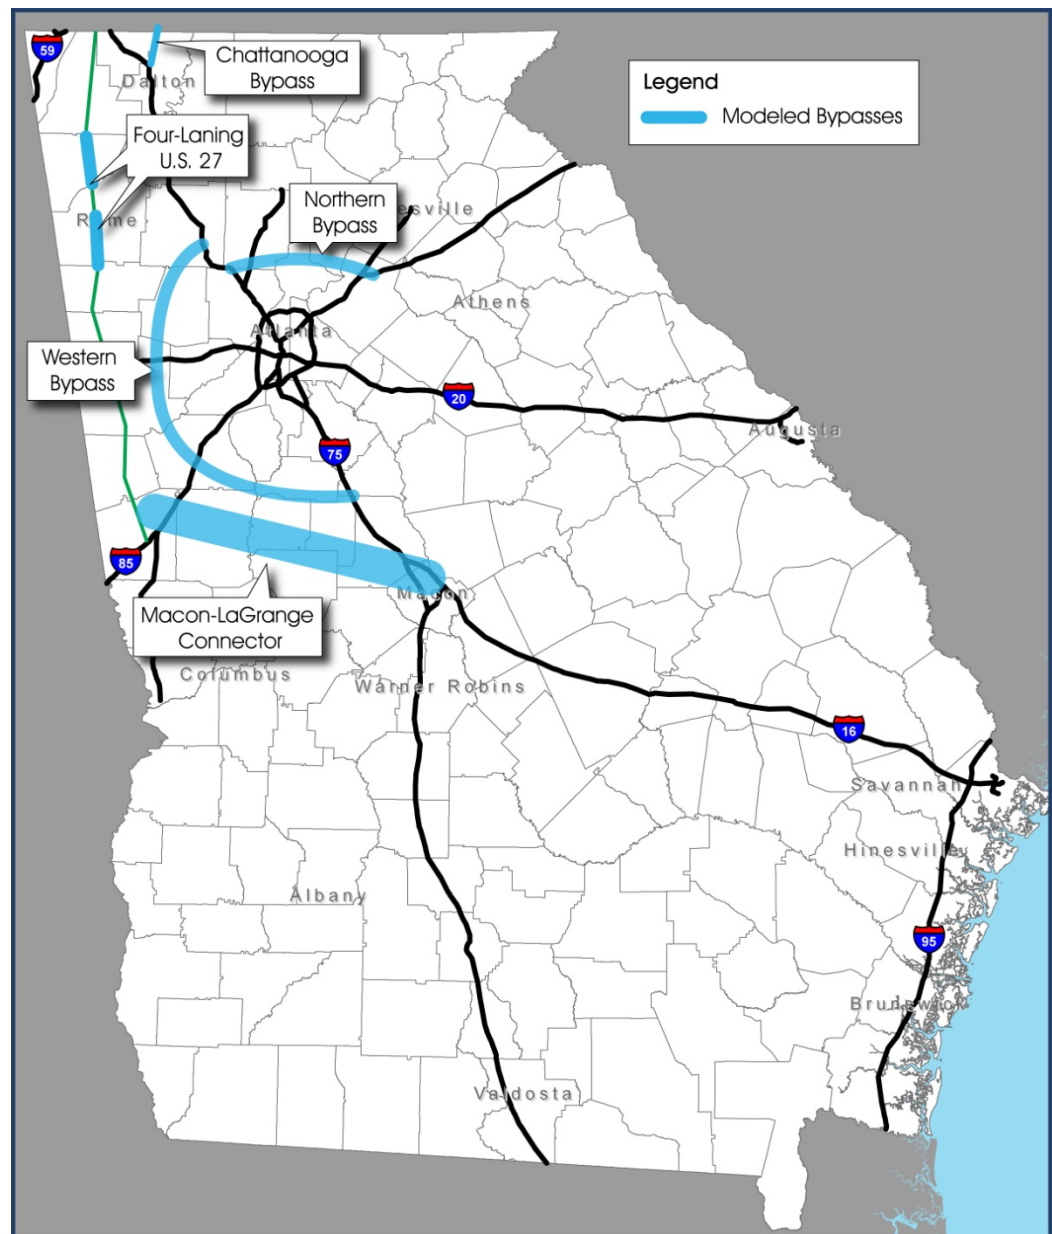 59
Chattanooga
Bypass
Dalton
Legend
Modeled Bypasses
Four-Laning
U.S. 27
Northern
Bypass
esville
Rome
Athens
Atlanta
Western
Bypass
20
Augusta
75
85
Macon
Macon-LaGrange
Connector
Columbus
Warner Robins
16
Savannah
Hinesville
Albany
95
Brunswick
Valdosta